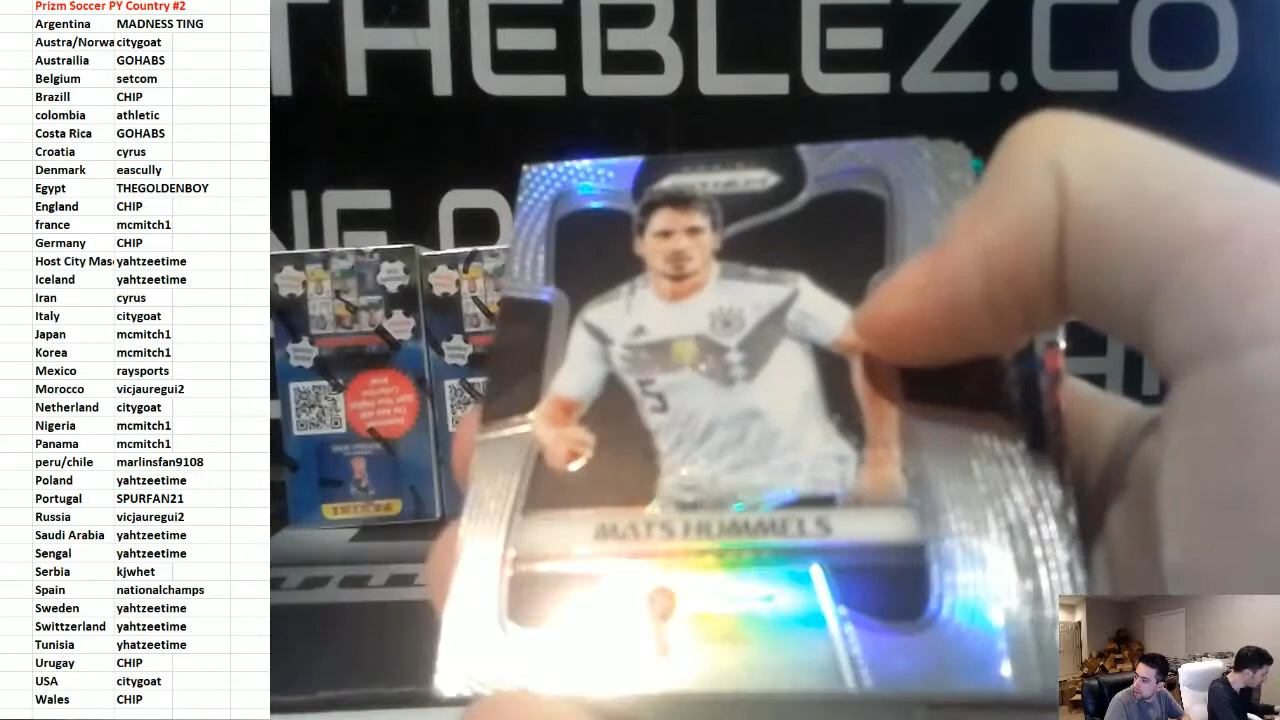 Prizm Soccer PY Country #2
Argentina MADNESS TING
Austra/Norwa citygoat
Austrailia GOHABS
Belgium setcom
Brazill CHIP
colombia athletic
Costa Rica GOHABS
Croatia cyrus
Denmark eascully
Egypt THEGOLDENBOY
England CHIP
france mcmitch1
Germany CHIP
Host City Mas yahtzeetime
Iceland yahtzeetime
Iran cyrus
Italy citygoat
Japan mcmitch1
Korea mcmitch1
Mexico raysports
Morocco vicjauregui2
Netherland citygoat
Nigeria mcmitch1
Panama mcmitch1
peru/chile marlinsfan9108
Poland yahtzeetime
Portugal SPURFAN21
Russia vicjauregui2
Saudi Arabia yahtzeetime
Sengal yahtzeetime
Serbia kjwhet
Spain nationalchamps
Sweden yahtzeetime
Swittzerland yahtzeetime
Tunisia yhatzeetime
Urugay CHIP
USA citygoat
Wales CHIP
THEBLEZ.CO
MATS HUMMELS
5
PANINI